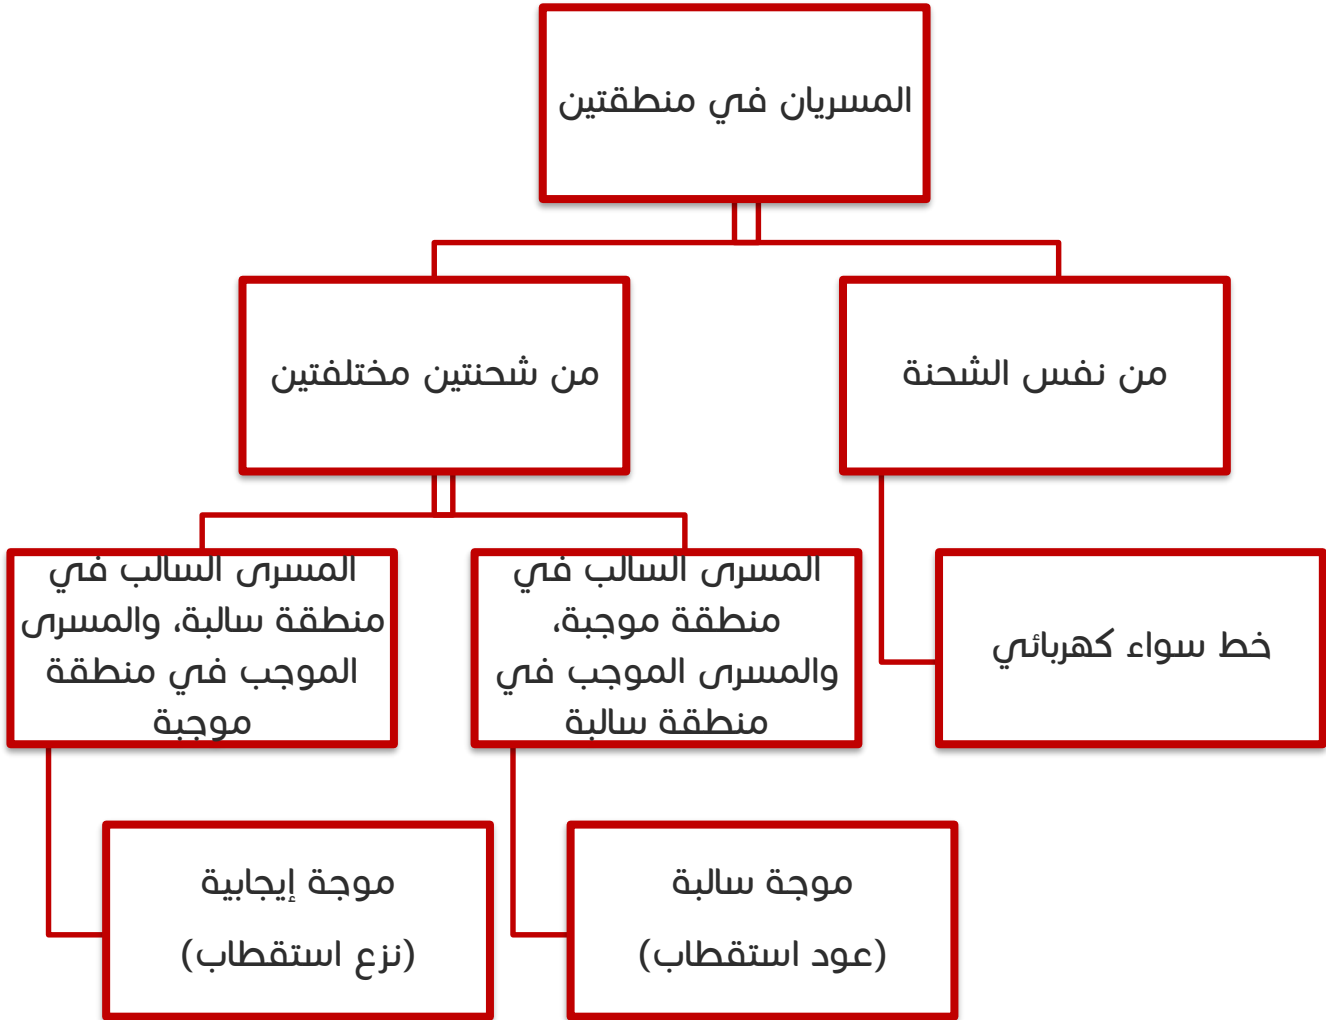 المسريان في منطقتين
من نفس الشحنة
من شحنتين مختلفتين
خط سواء كهربائي
المسرى السالب في
منطقة موجبة،
والمسرى الموجب في
منطقة سالبة
المسرى السالب في
منطقة سالبة، والمسرى
الموجب في منطقة
موجبة
موجة سالبة
(عود استقطاب)
موجة إيجابية
(نزع استقطاب)